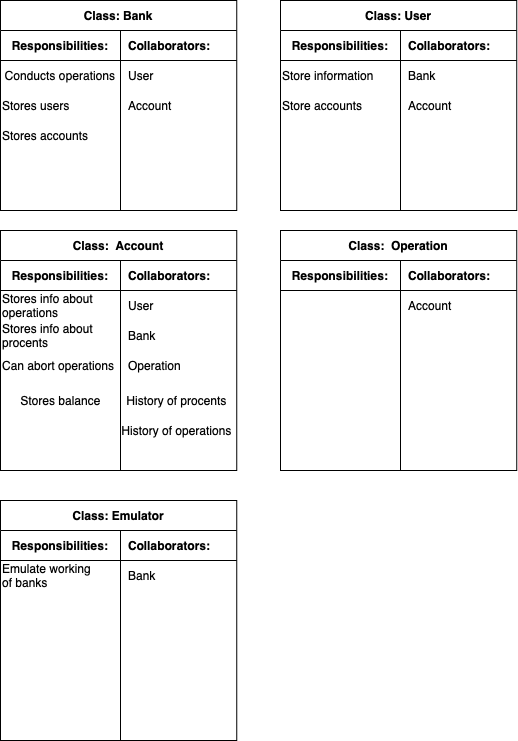 Class: Bank
Responsibilities: Collaborators:
Conducts operations User
Stores users Account
Stores accounts
Class: User
Responsibilities: Collaborators:
Store information Bank
Store accounts Account
Class: Account
Responsibilities: Collaborators:
Stores info about
operations User
Stores info about
procents Bank
Can abort operations Operation
Stores balance History of procents
History of operations
Class: Operation
Responsibilities: Collaborators:
Account
Class: Emulator
Responsibilities: Collaborators:
Emulate working
of banks Bank